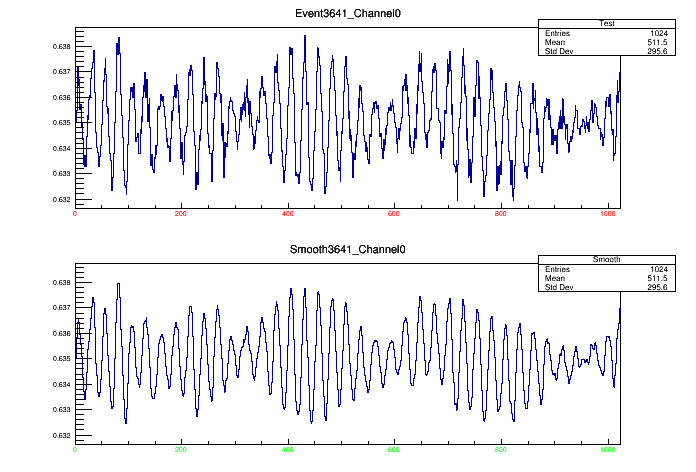 Event3641_Channel0
Test
Entries 1024
Mean 511.5
Std Dev 295.6
0.638
0.637
0.636
0.635
0.634
0.633
0.632
0 200 400 600 800 1000
Smooth3641_Channel0
Smooth
Entries 1024
Mean 511.5
Std Dev 295.6
0.638
0.637
0.636
0.635
0.634
0.633
0.632
0 200 400 600 800 1000